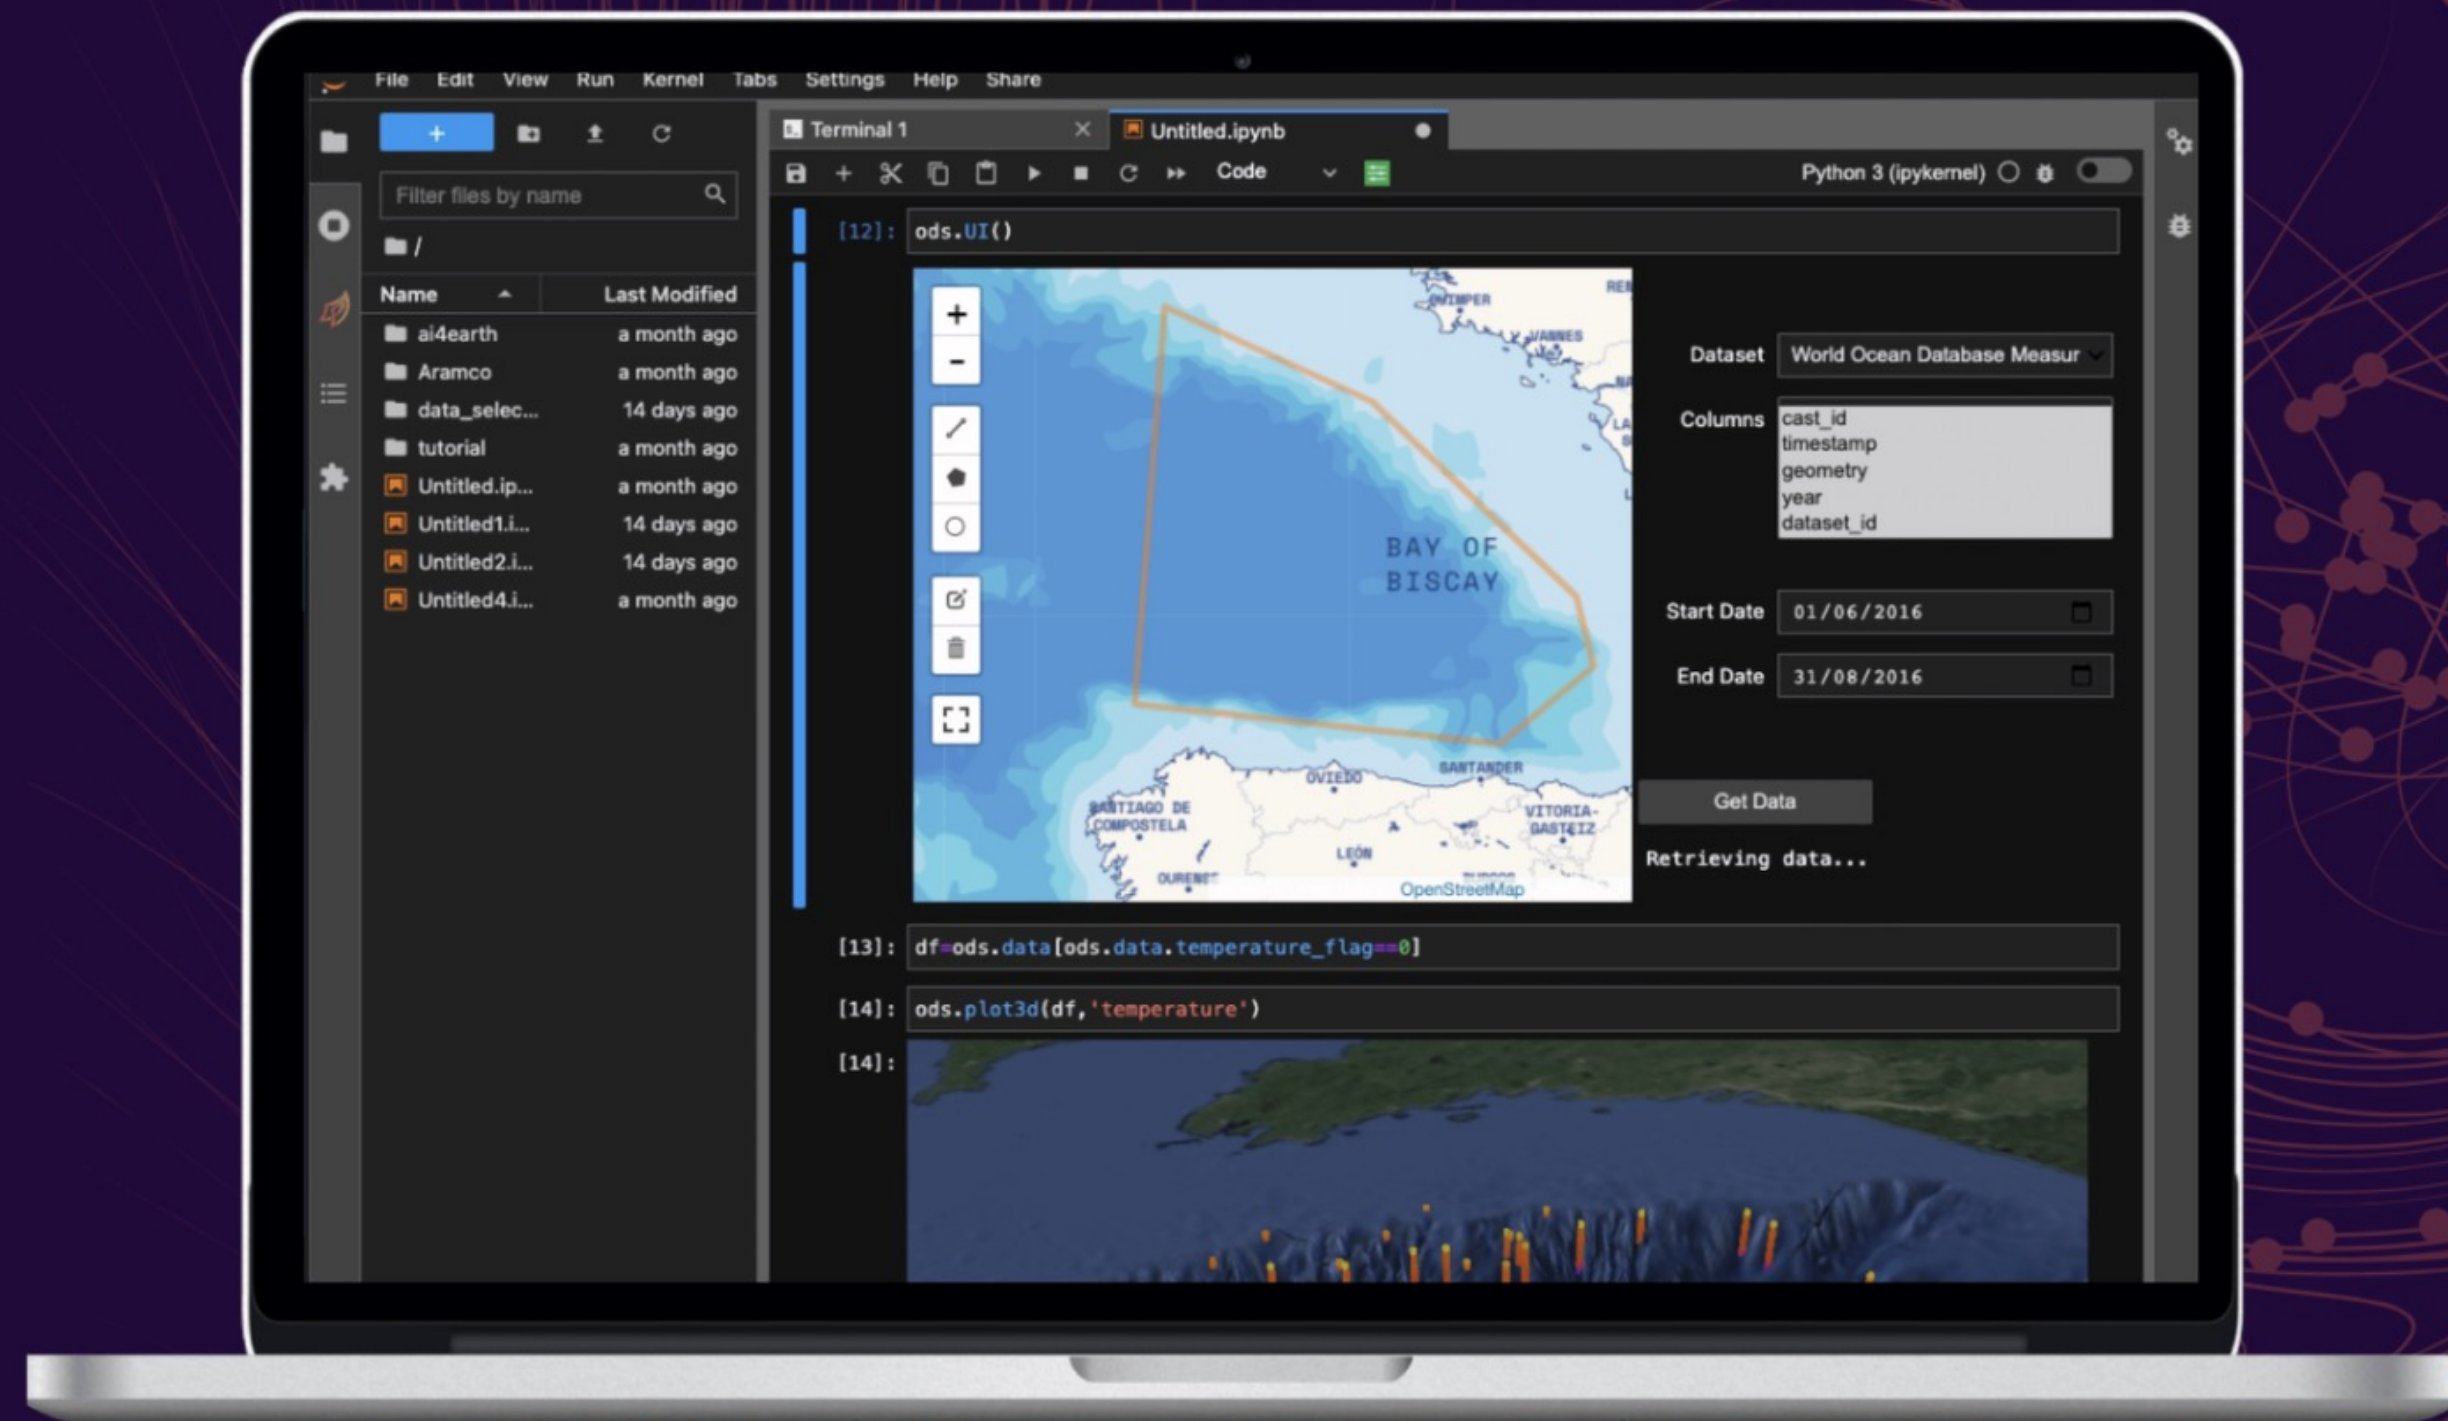 File Edit View Run Kernel Tabs Settings Help Share
+
Filter files by name
/
Name Last Modified
ai4earth a month ago
Aramco a month ago
data_selec... 14 days ago
tutorial a month ago
Untitled.ip... a month ago
Untitled1.i... 14 days ago
Untitled2.i... 14 days ago
Untitled4.i... a month ago
Terminal 1
Untitled.ipynb
Code
Python 3 (ipykernel)
[12]: ods.UI()
+
-
QUIMPER
REN
VANNES
NA
LA
BAY OF
BISCAY
SANTIAGO DE
COMPOSTELA
OVIEDO
SANTANDER
VITORIA-
GASTEIZ
LEÓN
OURENSE
OpenStreetMap
Dataset World Ocean Database Measur
Columns
cast_id
timestamp
geometry
year
dataset_id
Start Date 01/06/2016
End Date 31/08/2016
Get Data
Retrieving data...
[13]: df=ods.data[ods.data.temperature_flag==0]
[14]: ods.plot3d(df,'temperature')
[14]: